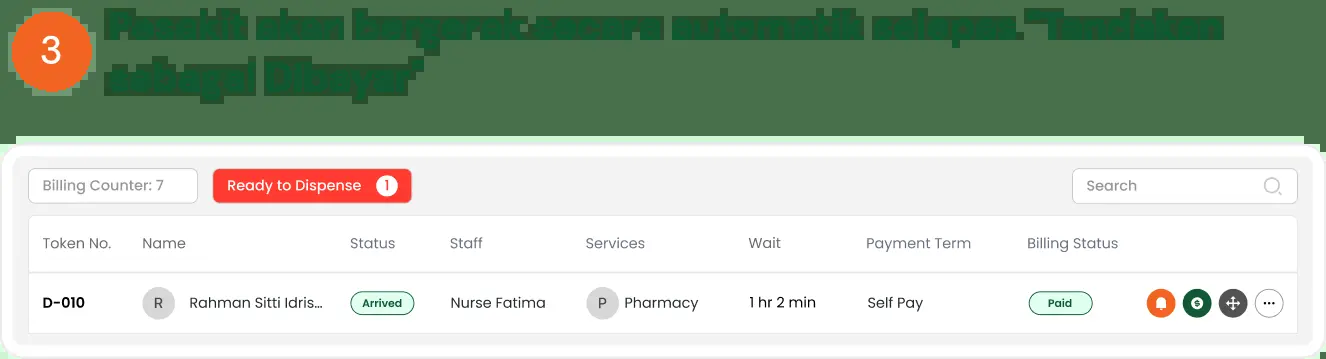 3
Pesakit akan bergerak secara automatik selepas "Tandakan
sebagai Dibayar"
Billing Counter: 7
Ready to Dispense 1
Search
Token No. Name Status Staff Services Wait Payment Term Billing Status
D-010 R Rahman Sitti Idris... Arrived Nurse Fatima P Pharmacy 1 hr 2 min Self Pay Paid